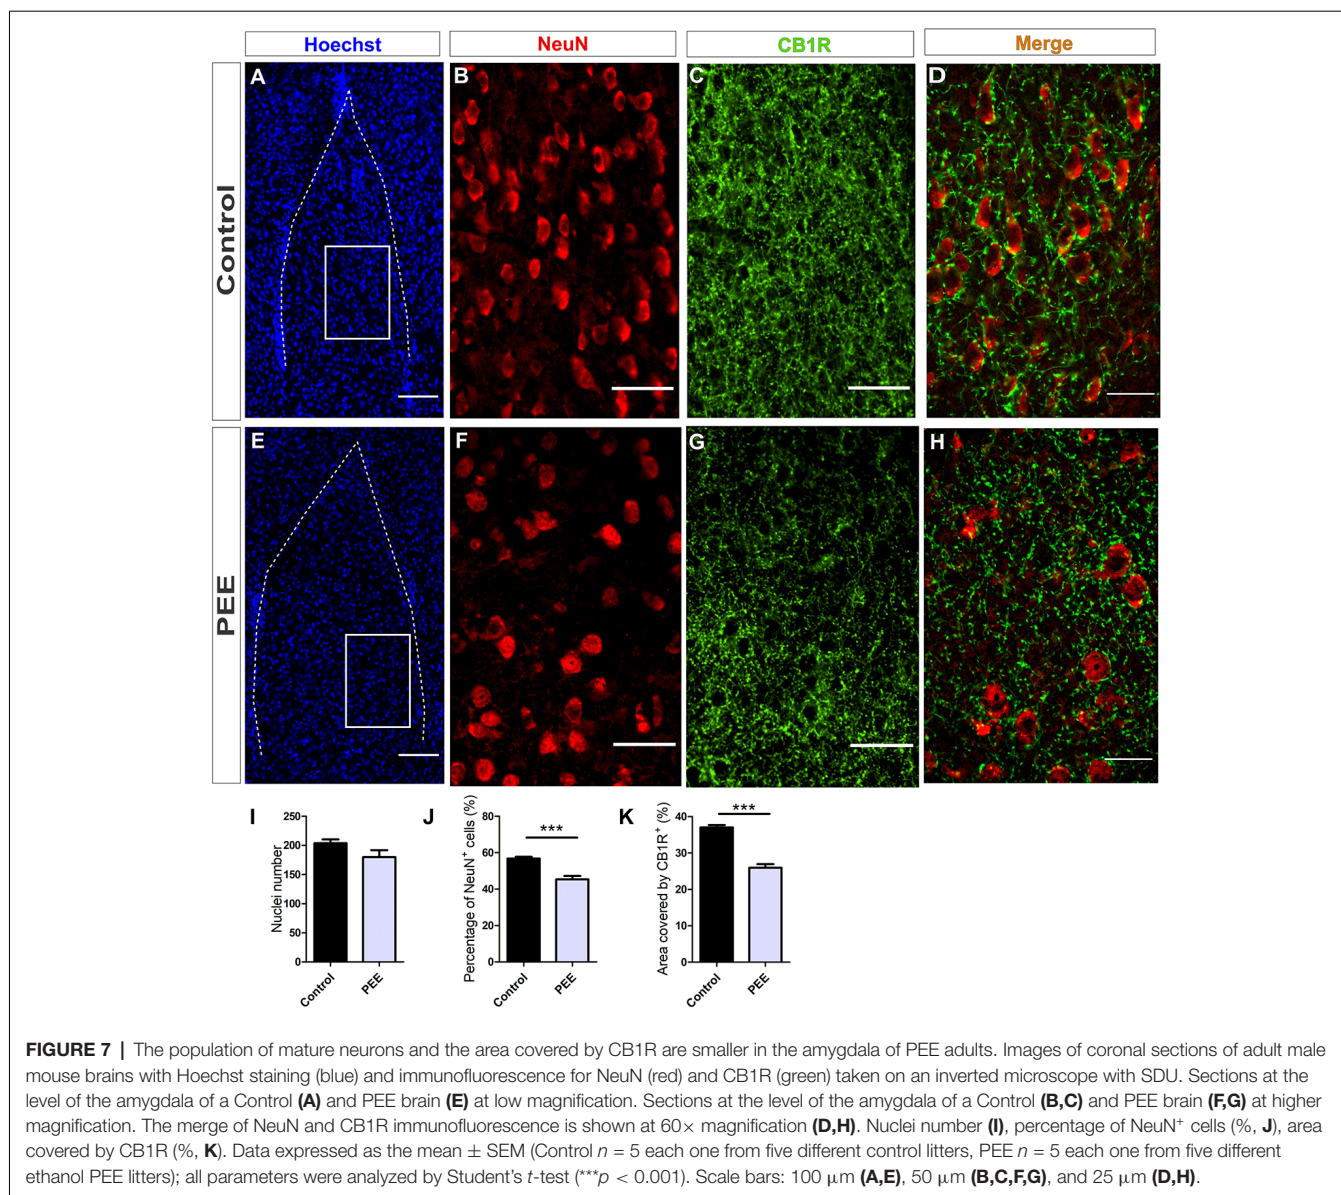 Hoechst NeuN CB1R Merge
Control
A B C D
PEE
E F G H
I
Nuclei number
250
200
150
100
50
0
Control PEE
J
Percentage of NeuN⁺ cells (%)
80
60
40
20
0
***
Control PEE
K
Area covered by CB1R⁺ (%)
40
30
20
10
0
***
Control PEE
FIGURE 7 | The population of mature neurons and the area covered by CB1R are smaller in the amygdala of PEE adults. Images of coronal sections of adult male
mouse brains with Hoechst staining (blue) and immunofluorescence for NeuN (red) and CB1R (green) taken on an inverted microscope with SDU. Sections at the
level of the amygdala of a Control (A) and PEE brain (E) at low magnification. Sections at the level of the amygdala of a Control (B,C) and PEE brain (F,G) at higher
magnification. The merge of NeuN and CB1R immunofluorescence is shown at 60× magnification (D,H). Nuclei number (I), percentage of NeuN⁺ cells (%, J), area
covered by CB1R (%, K). Data expressed as the mean ± SEM (Control n = 5 each one from five different control litters, PEE n = 5 each one from five different
ethanol PEE litters); all parameters were analyzed by Student's t-test (***p < 0.001). Scale bars: 100 μm (A,E), 50 μm (B,C,F,G), and 25 μm (D,H).